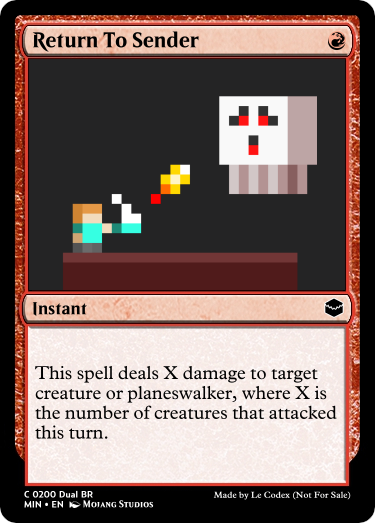 Return To Sender
Instant
This spell deals X damage to target
creature or planeswalker, where X is
the number of creatures that attacked
this turn.
C 0200 Dual BR
MIN • EN Mojang Studios
Made by Le Codex (Not For Sale)